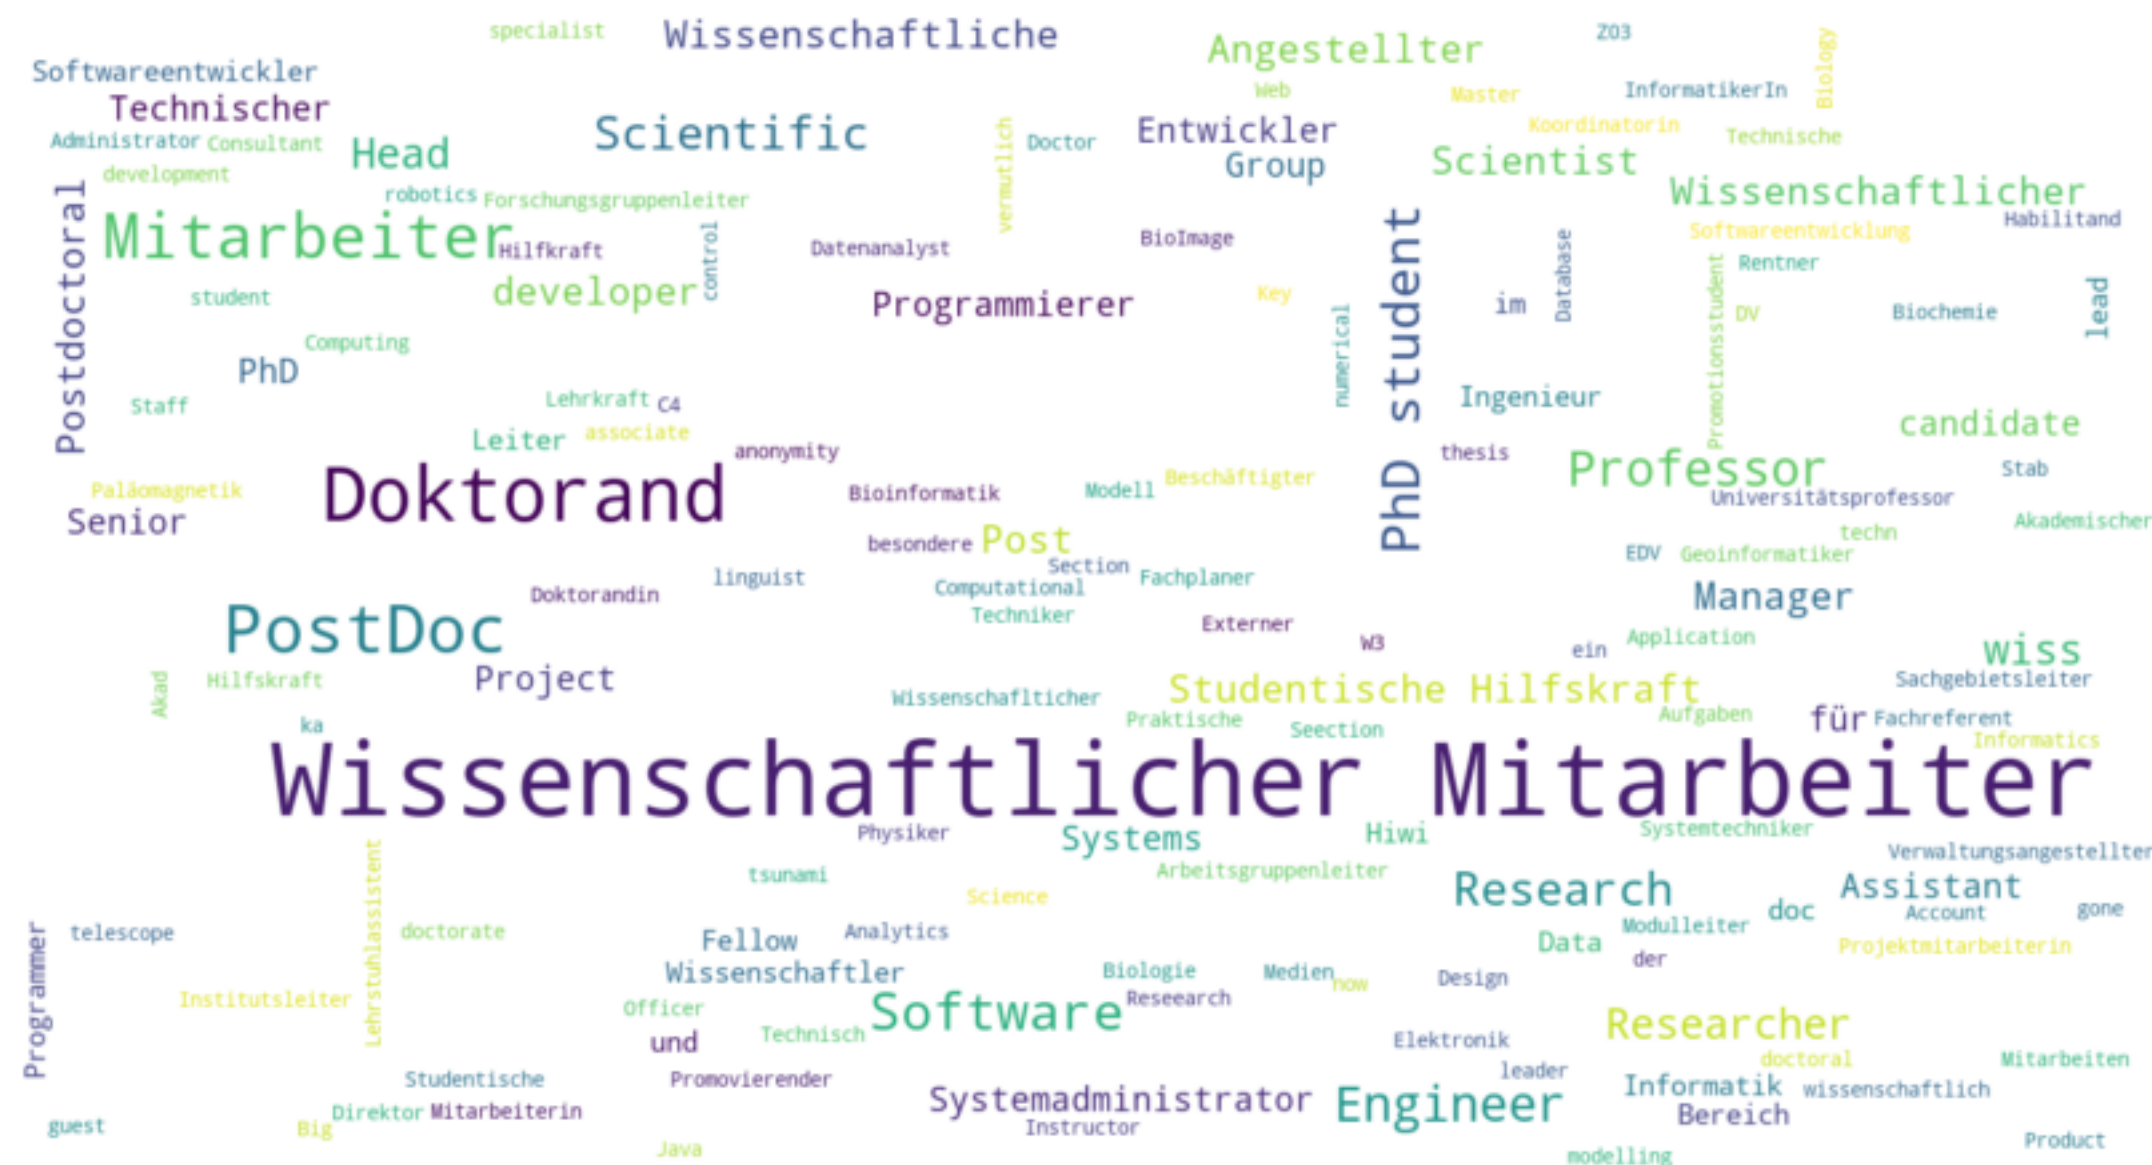 specialist
Wissenschaftliche
Angestellter
Z03
Biology
Softwareentwickler
Web
Master
InformatikerIn
Technischer
Scientific
vermutlich
Entwickler
Koordinatorin
Technische
Administrator
Consultant
Head
Doctor
Group
Scientist
development
Postdoctoral
robotics
Forschungsgruppenleiter
Wissenschaftlicher
Mitarbeiter
Hilfkraft
control
Datenanalyst
BioImage
PhD student
Database
Softwareentwicklung
Habilitand
student
developer
Programmierer
Key
numerical
im
Promotionsstudent
Rentner
DV
Biochemie
lead
Computing
PhD
Staff
Lehrkraft
C4
Ingenieur
Leiter
associate
anonymity
thesis
candidate
Paläomagnetik
Doktorand
Bioinformatik
Modell
Beschäftigter
Professor
Stab
Senior
Universitätsprofessor
besondere
Post
techn
Akademischer
Section
EDV
Geoinformatiker
Doktorandin
linguist
Computational
Fachplaner
Manager
PostDoc
Techniker
Externer
W3
ein
Application
wiss
Akad
Hilfskraft
Project
Wissenschaflticher
Studentische Hilfskraft
Sachgebietsleiter
ka
Praktische
Seection
Aufgaben
für
Fachreferent
Informatics
Wissenschaftlicher Mitarbeiter
Physiker
Systems
Hiwi
Systemtechniker
Lehrstuhlassistent
Verwaltungsangestellter
tsunami
Arbeitsgruppenleiter
Science
Research
Assistant
Programmer
telescope
doctorate
Fellow
Analytics
Data
Modulleiter
doc
Account
gone
Wissenschaftler
Biologie
Medien
now
Design
der
Projektmitarbeiterin
Institutsleiter
Officer
Software
Reseearch
und
Technisch
Elektronik
Researcher
Studentische
Promovierender
leader
doctoral
Mitarbeiten
guest
Big
Direktor
Mitarbeiterin
Systemadministrator
Engineer
Informatik
wissenschaftlich
Instructor
Bereich
Java
modelling
Product